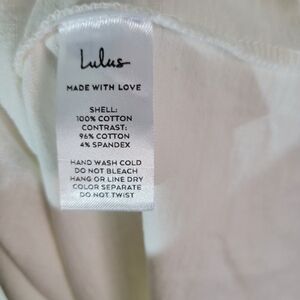 Lulus
MADE WITH LOVE
SHELL:
100% COTTON
CONTRAST:
96% COTTON
4% SPANDEX
HAND WASH COLD
DO NOT BLEACH
HANG OR LINE DRY
COLOR SEPARATE
DO NOT TWIST